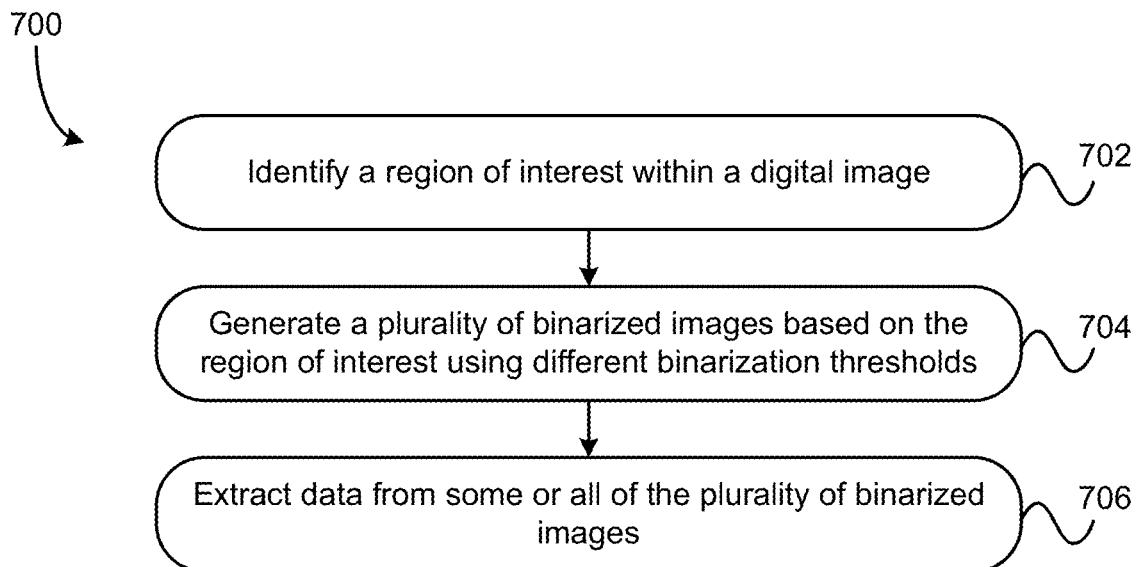 700
Identify a region of interest within a digital image
702
Generate a plurality of binarized images based on the
region of interest using different binarization thresholds
704
Extract data from some or all of the plurality of binarized
images
706